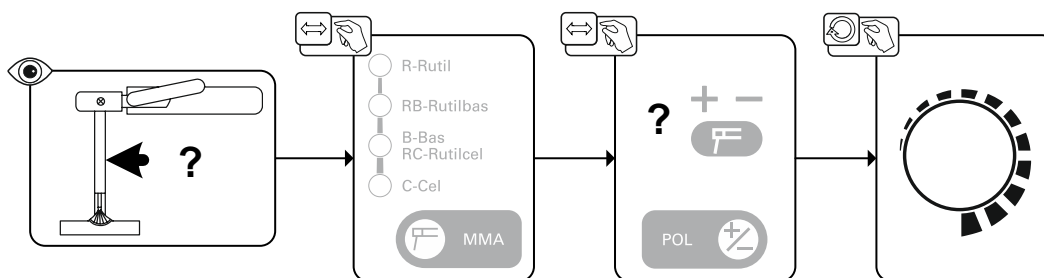 ?
R-Rutil
RB-Rutilbas
B-Bas
RC-Rutilcel
C-Cel
MMA
?
+ −
POL
+/−